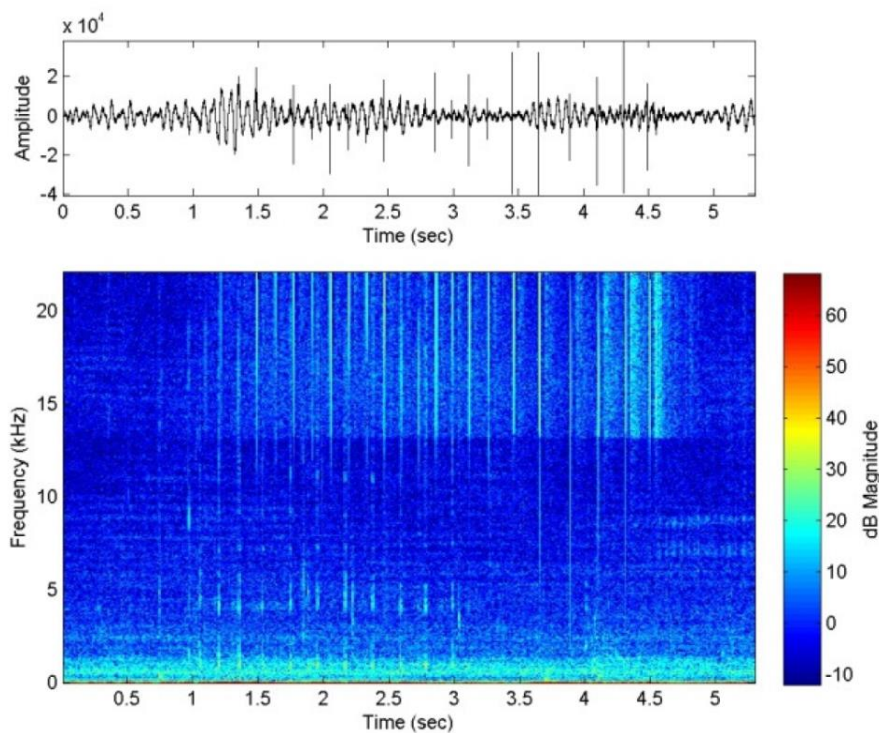 x 10⁴
2
0
-2
-4
Amplitude
0 0.5 1 1.5 2 2.5 3 3.5 4 4.5 5
Time (sec)
20
15
10
5
0
Frequency (kHz)
0.5 1 1.5 2 2.5 3 3.5 4 4.5 5
Time (sec)
60
50
40
30
20
10
0
-10
dB Magnitude